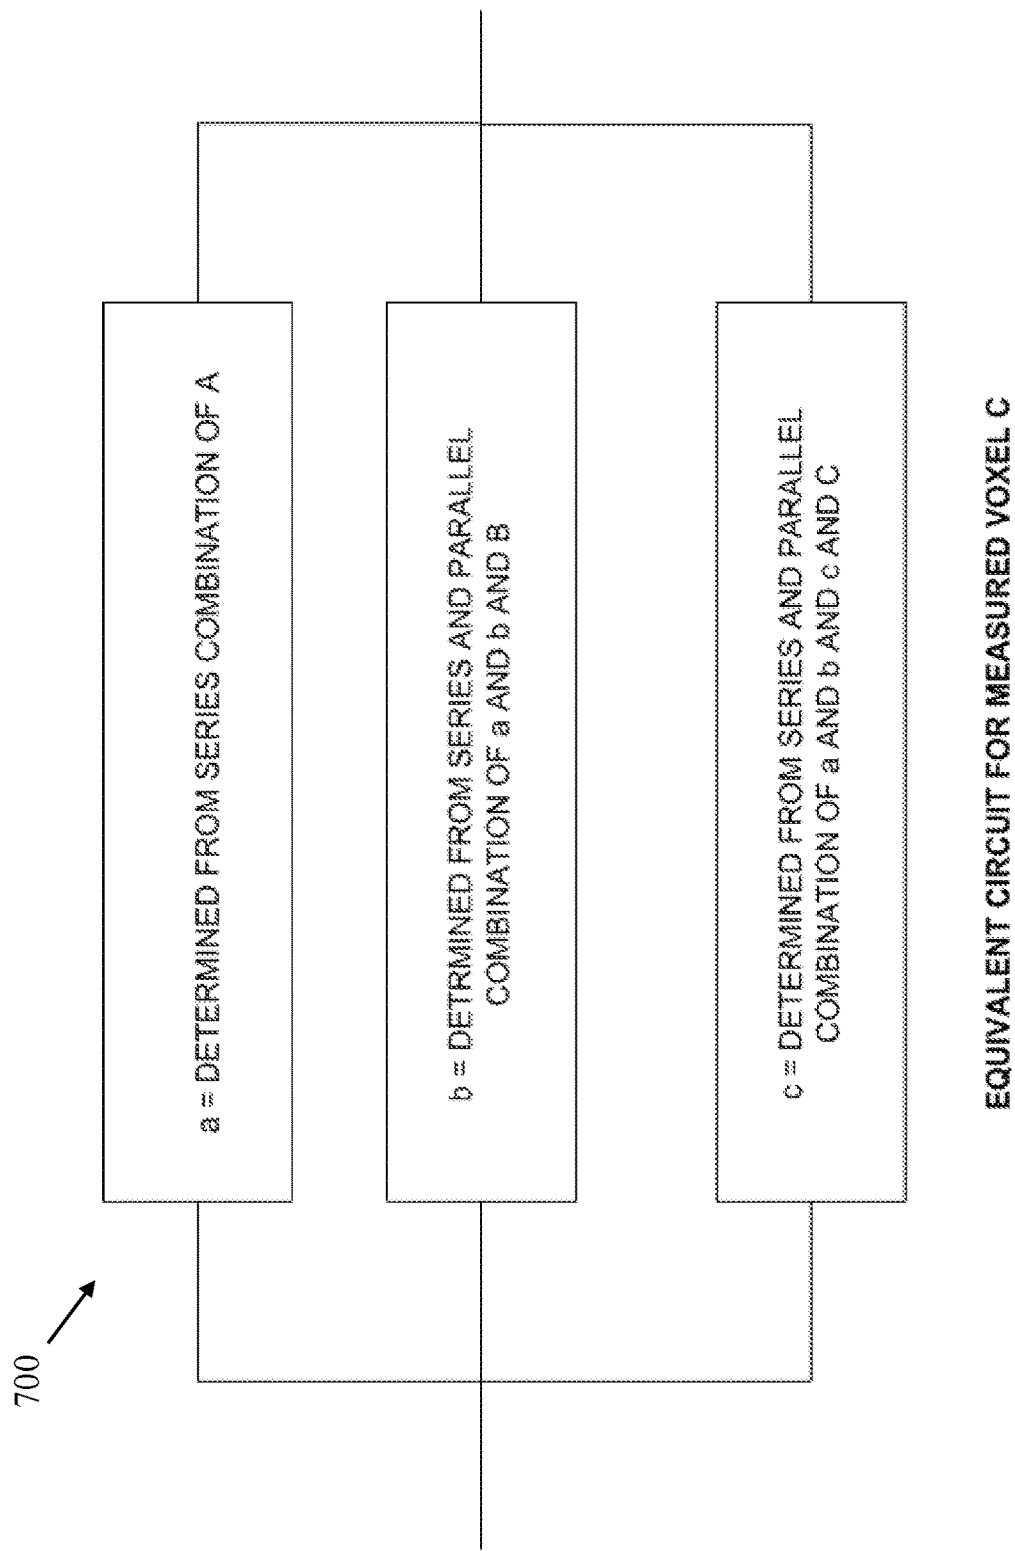 700
a = DETERMINED FROM SERIES COMBINATION OF A
b = DETRMINED FROM SERIES AND PARALLEL
COMBINATION OF a AND b AND B
c = DETERMINED FROM SERIES AND PARALLEL
COMBINATION OF a AND b AND c AND C
EQUIVALENT CIRCUIT FOR MEASURED VOXEL C